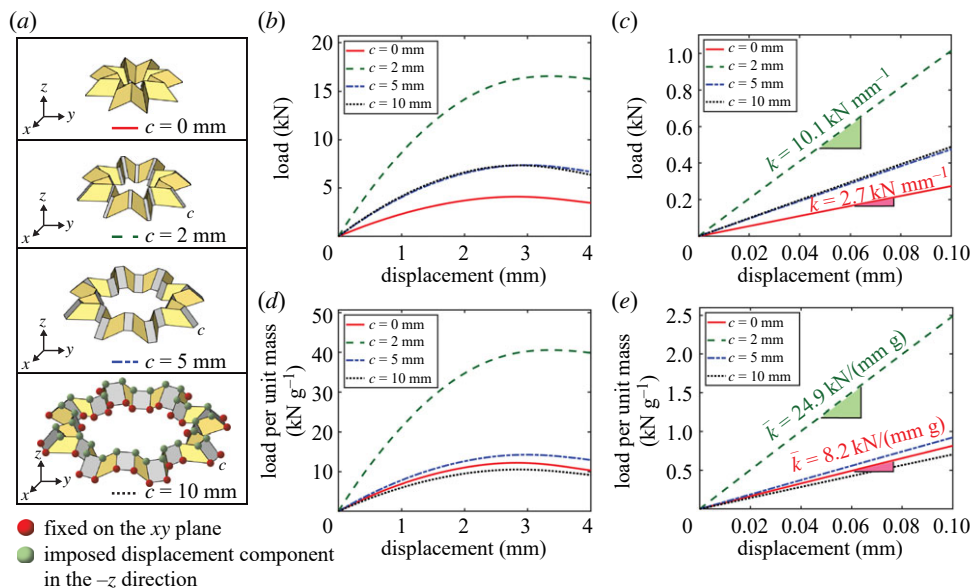 (a)
z
y
x
c = 0 mm
z
y
x
c
c = 2 mm
z
y
x
c
c = 5 mm
z
y
x
c
c = 10 mm
fixed on the xy plane
imposed displacement component
in the –z direction
(b)
20
15
10
5
0
1
2
3
4
load (kN)
displacement (mm)
c = 0 mm
c = 2 mm
c = 5 mm
c = 10 mm
(c)
1.0
0.8
0.6
0.4
0.2
0
0.02
0.04
0.06
0.08
0.10
load (kN)
displacement (mm)
c = 0 mm
c = 2 mm
c = 5 mm
c = 10 mm
k = 10.1 kN mm⁻¹
k = 2.7 kN mm⁻¹
(d)
50
40
30
20
10
0
1
2
3
4
load per unit mass
(kN g⁻¹)
displacement (mm)
c = 0 mm
c = 2 mm
c = 5 mm
c = 10 mm
(e)
2.5
2.0
1.5
1.0
0.5
0
0.02
0.04
0.06
0.08
0.10
load per unit mass
(kN g⁻¹)
displacement (mm)
c = 0 mm
c = 2 mm
c = 5 mm
c = 10 mm
k̄ = 24.9 kN/(mm g)
k̄ = 8.2 kN/(mm g)